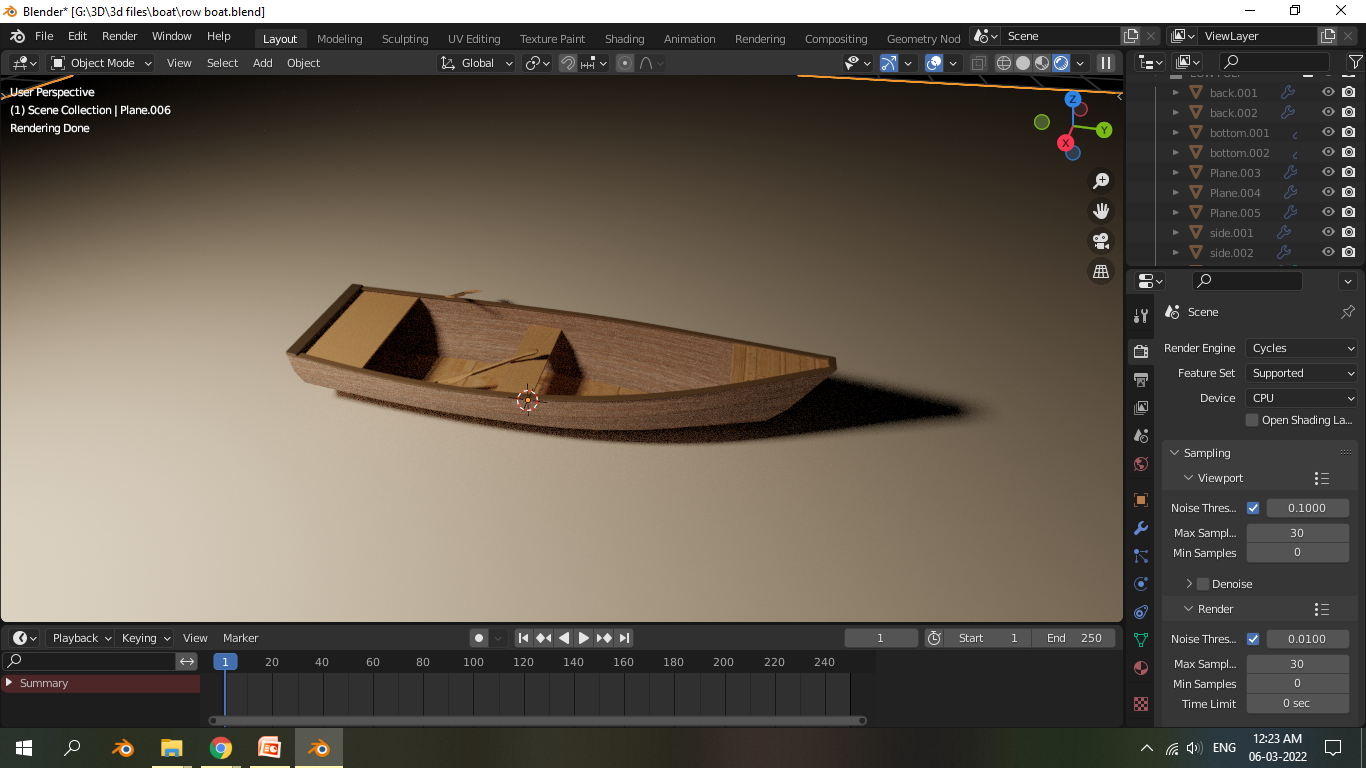 Blender* [G:\3D\3d files\boat\row boat.blend]
File Edit Render Window Help Layout Modeling Sculpting UV Editing Texture Paint Shading Animation Rendering Compositing Geometry Nod Scene ViewLayer
Object Mode View Select Add Object Global
User Perspective
(1) Scene Collection | Plane.006
Rendering Done
Z
Y
X
back.001
back.002
bottom.001
bottom.002
Plane.003
Plane.004
Plane.005
side.001
side.002
Scene
Render Engine Cycles
Feature Set Supported
Device CPU
Open Shading La...
Sampling
Viewport
Noise Thres... 0.1000
Max Sampl... 30
Min Samples 0
Denoise
Render
Noise Thres... 0.0100
Max Sampl... 30
Min Samples 0
Time Limit 0 sec
Playback Keying View Marker 1 Start 1 End 250
1 20 40 60 80 100 120 140 160 180 200 220 240
Summary
ENG
12:23 AM
06-03-2022